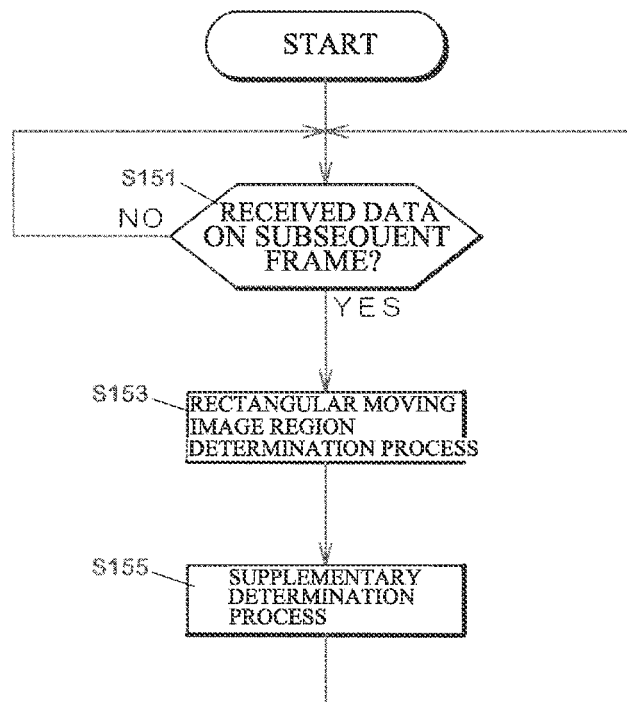 START
S151
RECEIVED DATA
ON SUBSEQUENT
FRAME?
NO
YES
S153
RECTANGULAR MOVING
IMAGE REGION
DETERMINATION PROCESS
S155
SUPPLEMENTARY
DETERMINATION
PROCESS